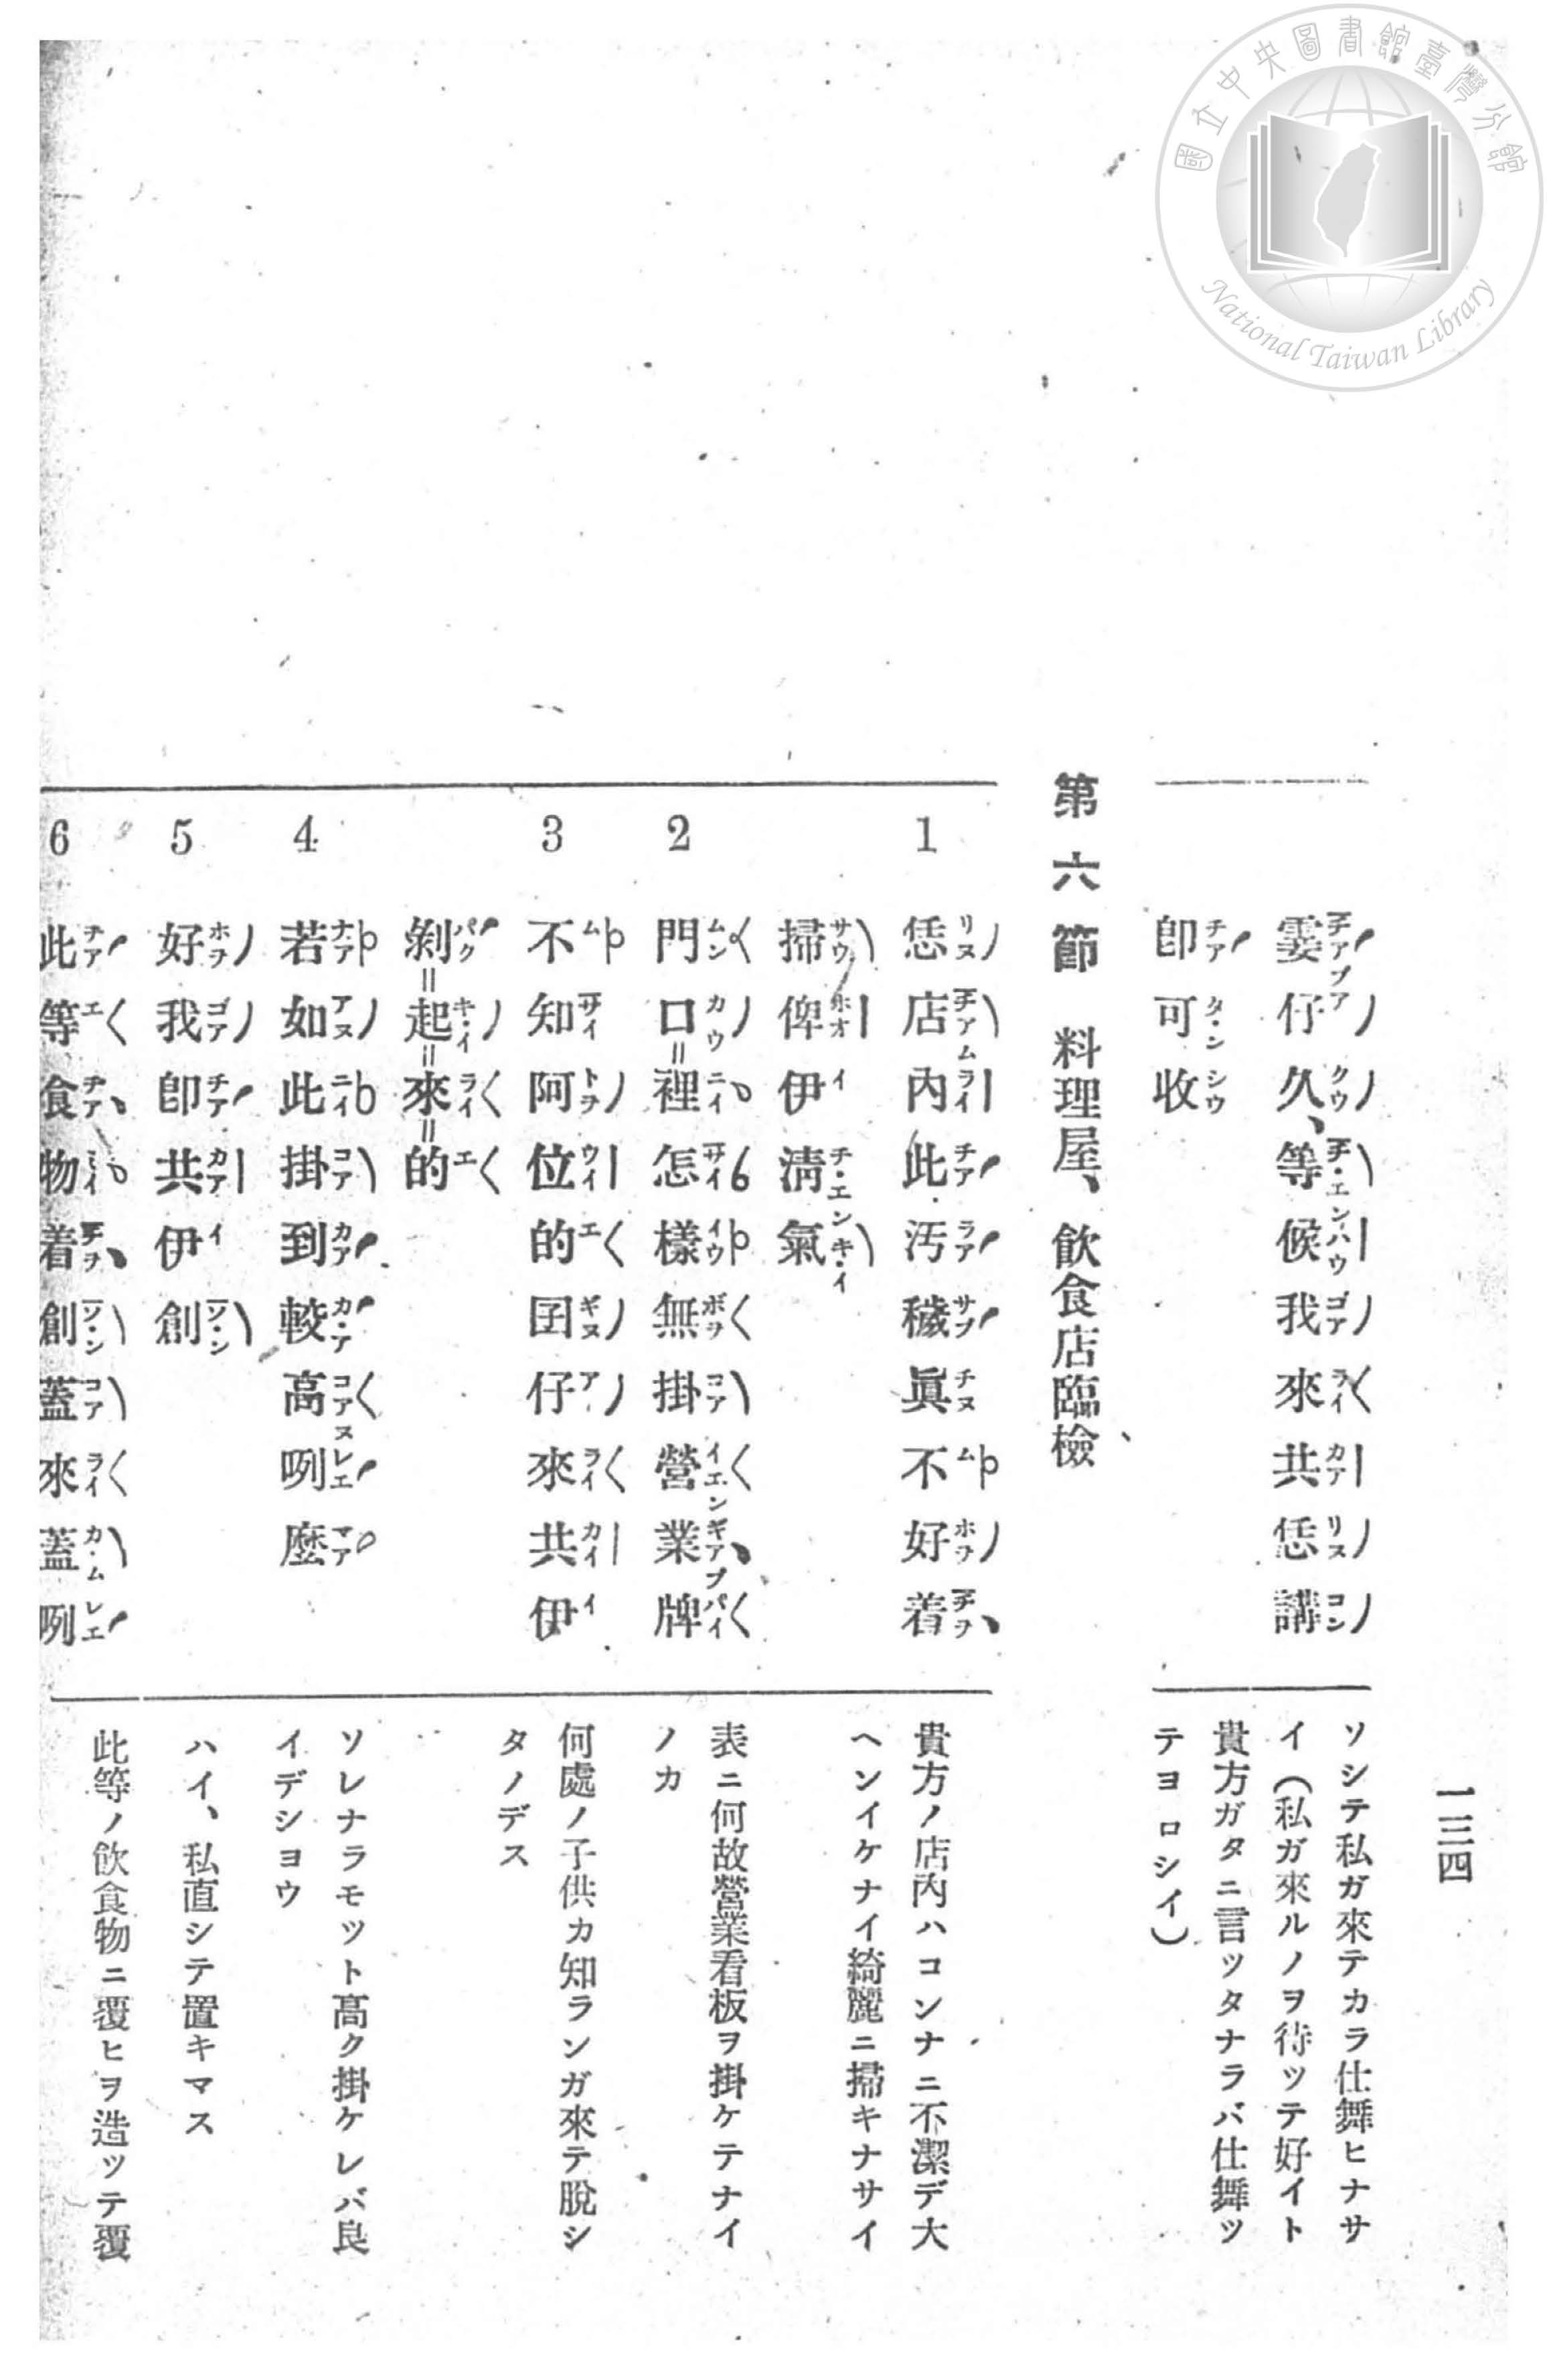 國立中央圖書館臺灣分館
National Taiwan Library
一三四
霎仔久、等候我來共恁講
卽可收
ソシテ私ガ來テカラ仕舞ヒナサ
イ(私ガ來ルノヲ待ッテ好イト
貴方ガタニ言ッタナラバ仕舞ッ
テヨロシイ)
第六節 料理屋、飮食店臨檢
1 恁店內此汚穢眞不好着
掃俾伊淸氣
貴方ノ店內ハコンナニ不潔デ大
ヘンイケナイ綺麗ニ掃キナサイ
2 門口=裡怎樣無掛營業牌
表ニ何故營業看板ヲ掛ケテナイ
ノカ
3 不知阿位的囝仔來共伊
剝=起=來=的
何處ノ子供カ知ランガ來テ脫シ
タノデス
4 若如此掛到較高咧麼
ソレナラモット高ク掛ケレバ良
イデショウ
5 好我卽共伊創
ハイ、私直シテ置キマス
6 此等食物着創蓋來蓋咧
此等ノ飮食物ニ覆ヒヲ造ッテ覆